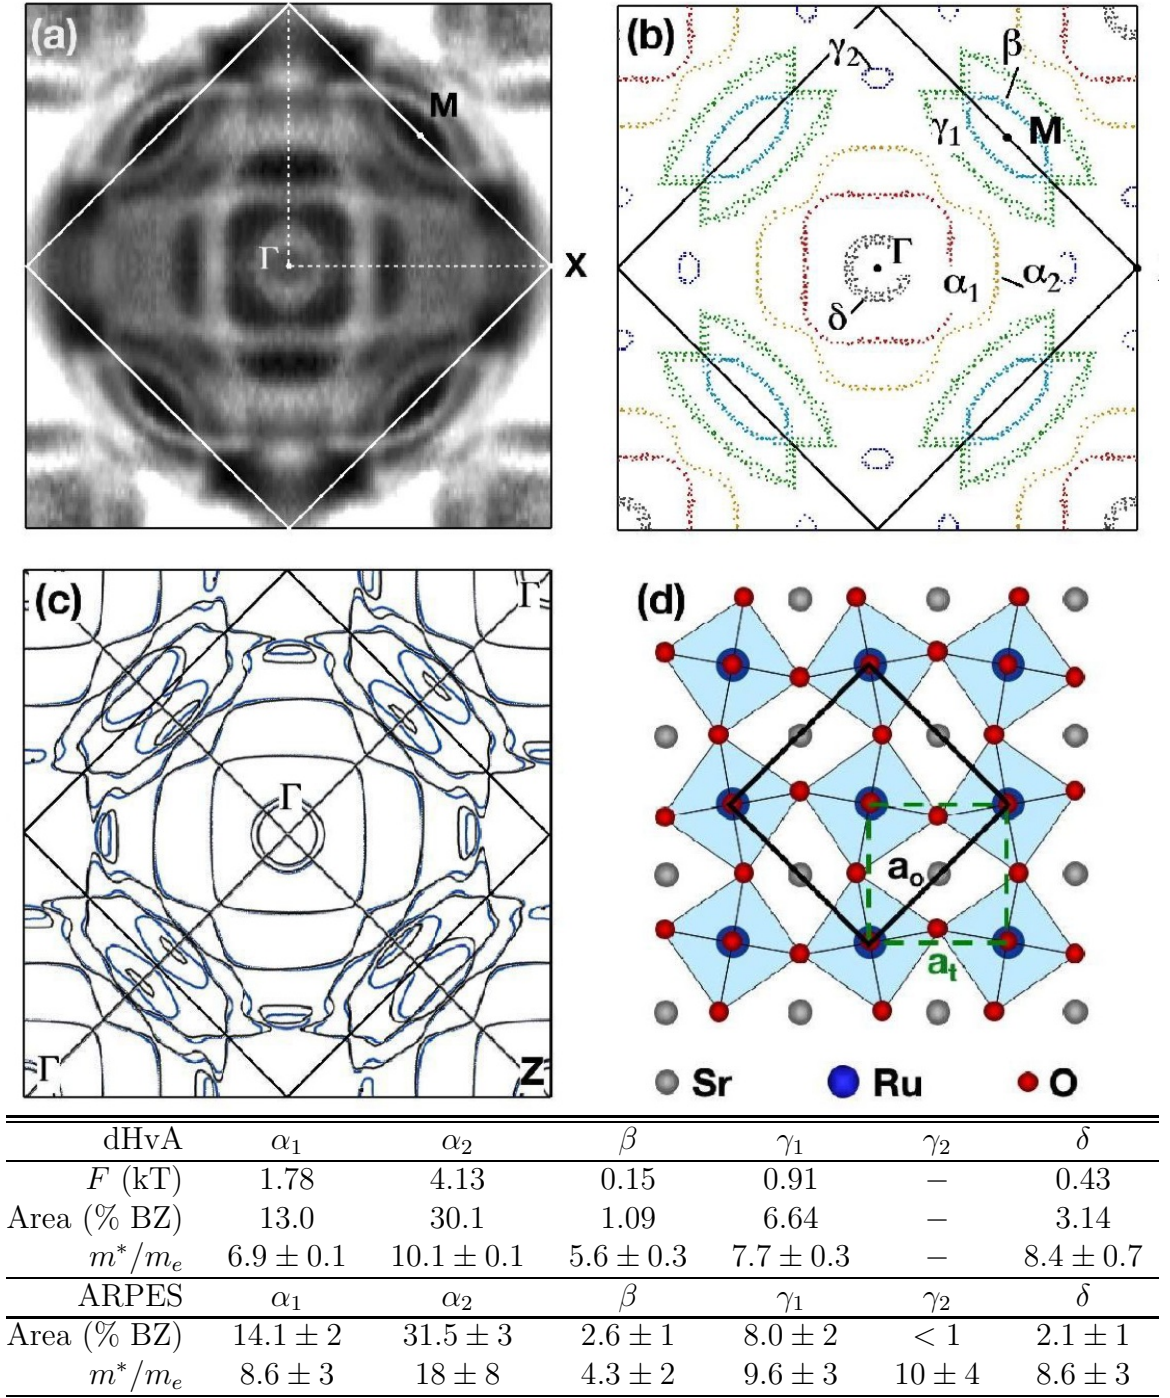 (a)
M
Γ
X
(b)
γ₂
β
γ₁
M
Γ
α₁
α₂
δ
(c)
Γ
Γ
Γ
Z
(d)
aₒ
aₜ
Sr Ru O
dHvA α₁ α₂ β γ₁ γ₂ δ
F (kT) 1.78 4.13 0.15 0.91 − 0.43
Area (% BZ) 13.0 30.1 1.09 6.64 − 3.14
m*/mₑ 6.9 ± 0.1 10.1 ± 0.1 5.6 ± 0.3 7.7 ± 0.3 − 8.4 ± 0.7
ARPES α₁ α₂ β γ₁ γ₂ δ
Area (% BZ) 14.1 ± 2 31.5 ± 3 2.6 ± 1 8.0 ± 2 < 1 2.1 ± 1
m*/mₑ 8.6 ± 3 18 ± 8 4.3 ± 2 9.6 ± 3 10 ± 4 8.6 ± 3